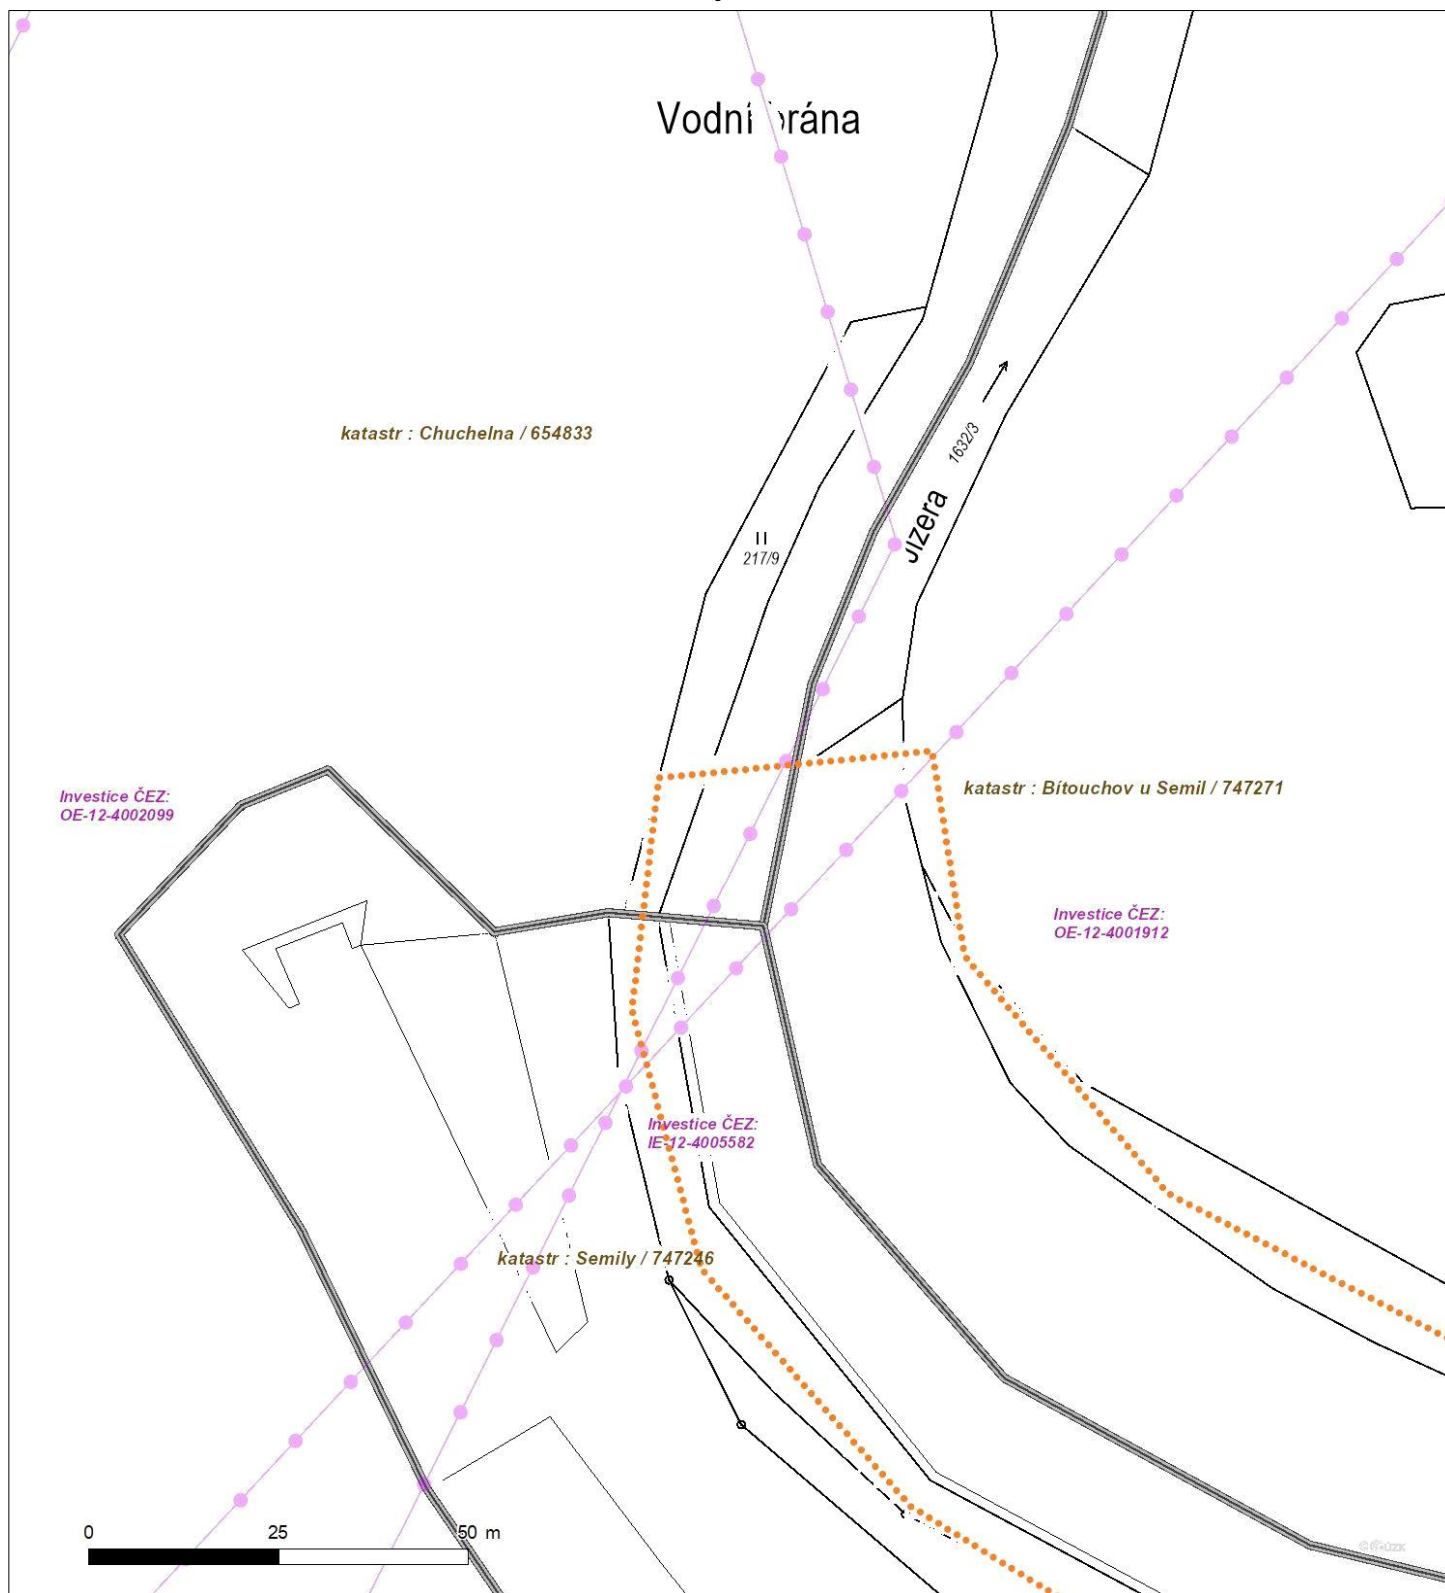 Vodní brána
katastr : Chuchelna / 654833
1632/3
Jizera
II
217/9
katastr : Bítouchov u Semil / 747271
Investice ČEZ:
OE-12-4002099
Investice ČEZ:
OE-12-4001912
Investice ČEZ:
IE-12-4005582
katastr : Semily / 747246
0 25 50 m